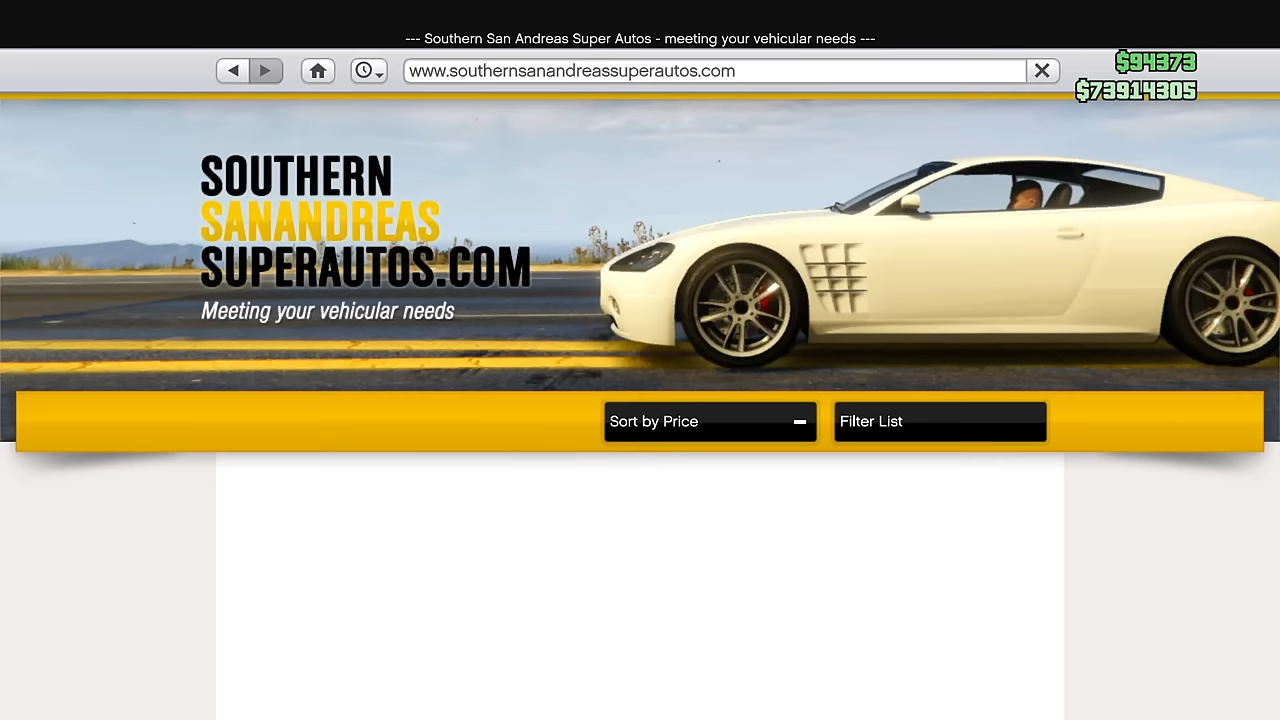 --- Southern San Andreas Super Autos - meeting your vehicular needs ---
www.southernsanandreassuperautos.com
$94373
$73914305
SOUTHERN
SANANDREAS
SUPERAUTOS.COM
Meeting your vehicular needs
Sort by Price
Filter List